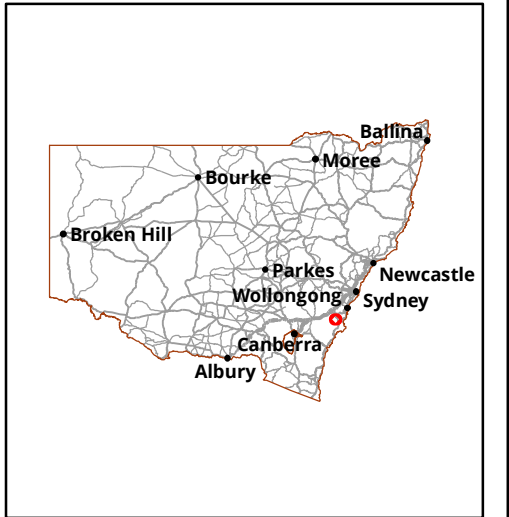 Ballina
Moree
Bourke
Broken Hill
Parkes
Newcastle
Wollongong
Sydney
Canberra
Albury